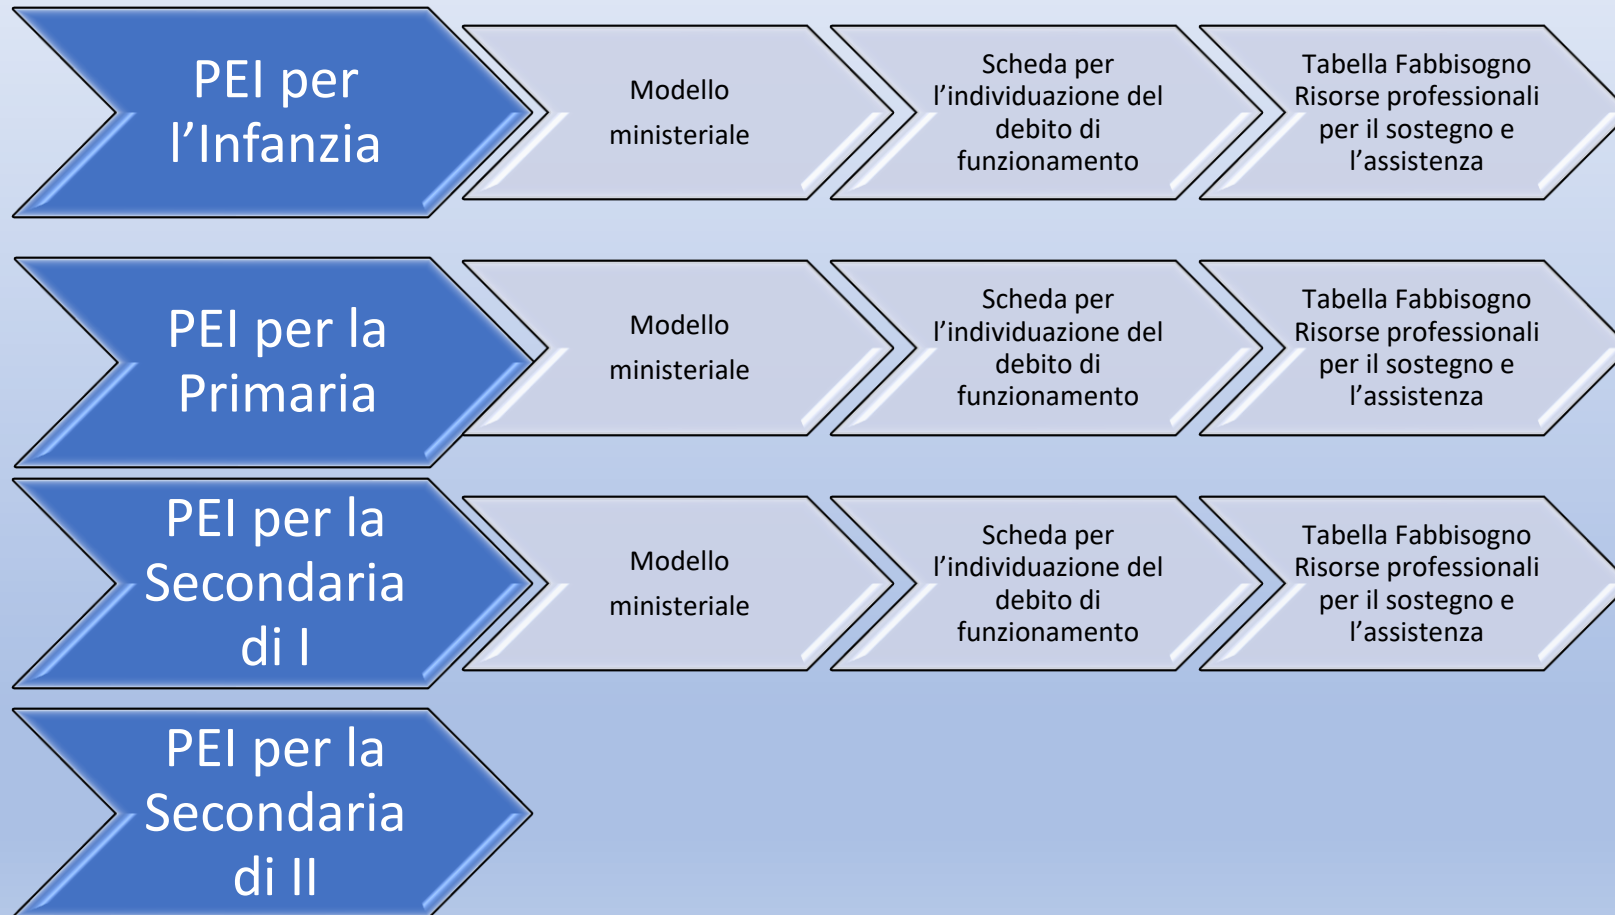 PEI per
l’Infanzia
Modello
ministeriale
Scheda per
l’individuazione del
debito di
funzionamento
Tabella Fabbisogno
Risorse professionali
per il sostegno e
l’assistenza
PEI per la
Primaria
Modello
ministeriale
Scheda per
l’individuazione del
debito di
funzionamento
Tabella Fabbisogno
Risorse professionali
per il sostegno e
l’assistenza
PEI per la
Secondaria
di I
Modello
ministeriale
Scheda per
l’individuazione del
debito di
funzionamento
Tabella Fabbisogno
Risorse professionali
per il sostegno e
l’assistenza
PEI per la
Secondaria
di II